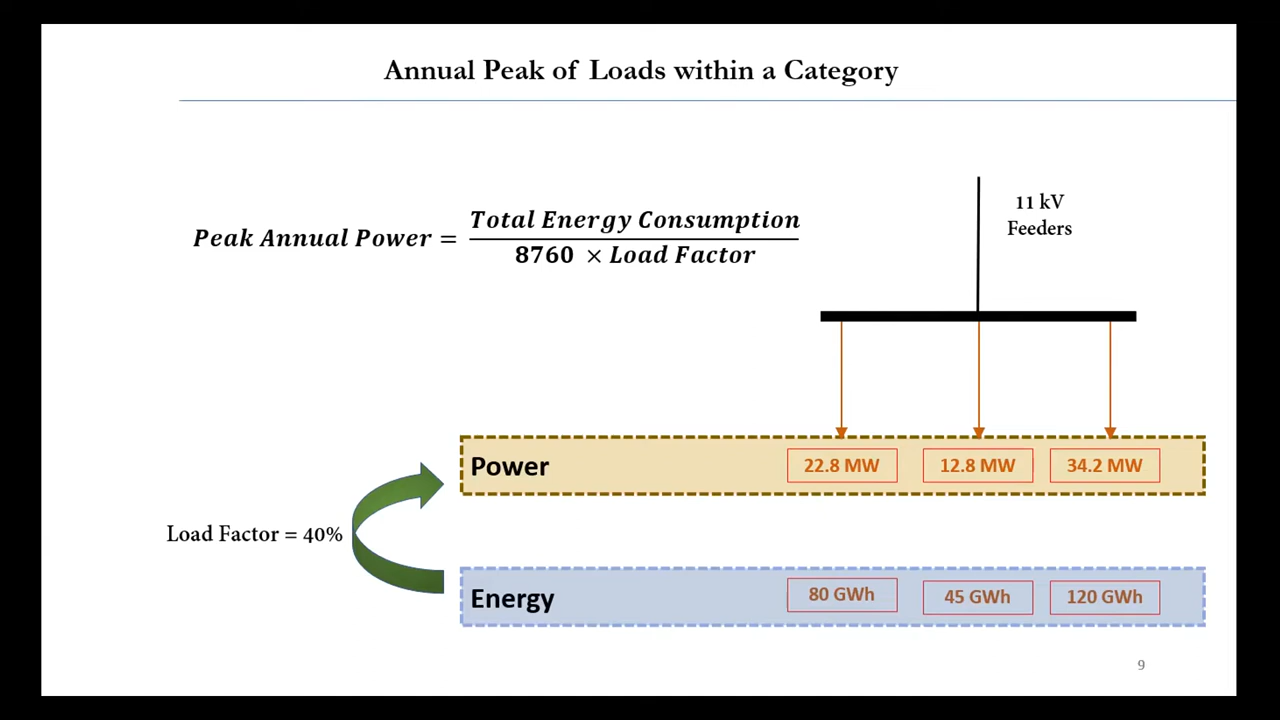 Annual Peak of Loads within a Category
11 kV
Feeders
Peak Annual Power = Total Energy Consumption
8760 × Load Factor
Power
22.8 MW
12.8 MW
34.2 MW
Load Factor = 40%
Energy
80 GWh
45 GWh
120 GWh
9